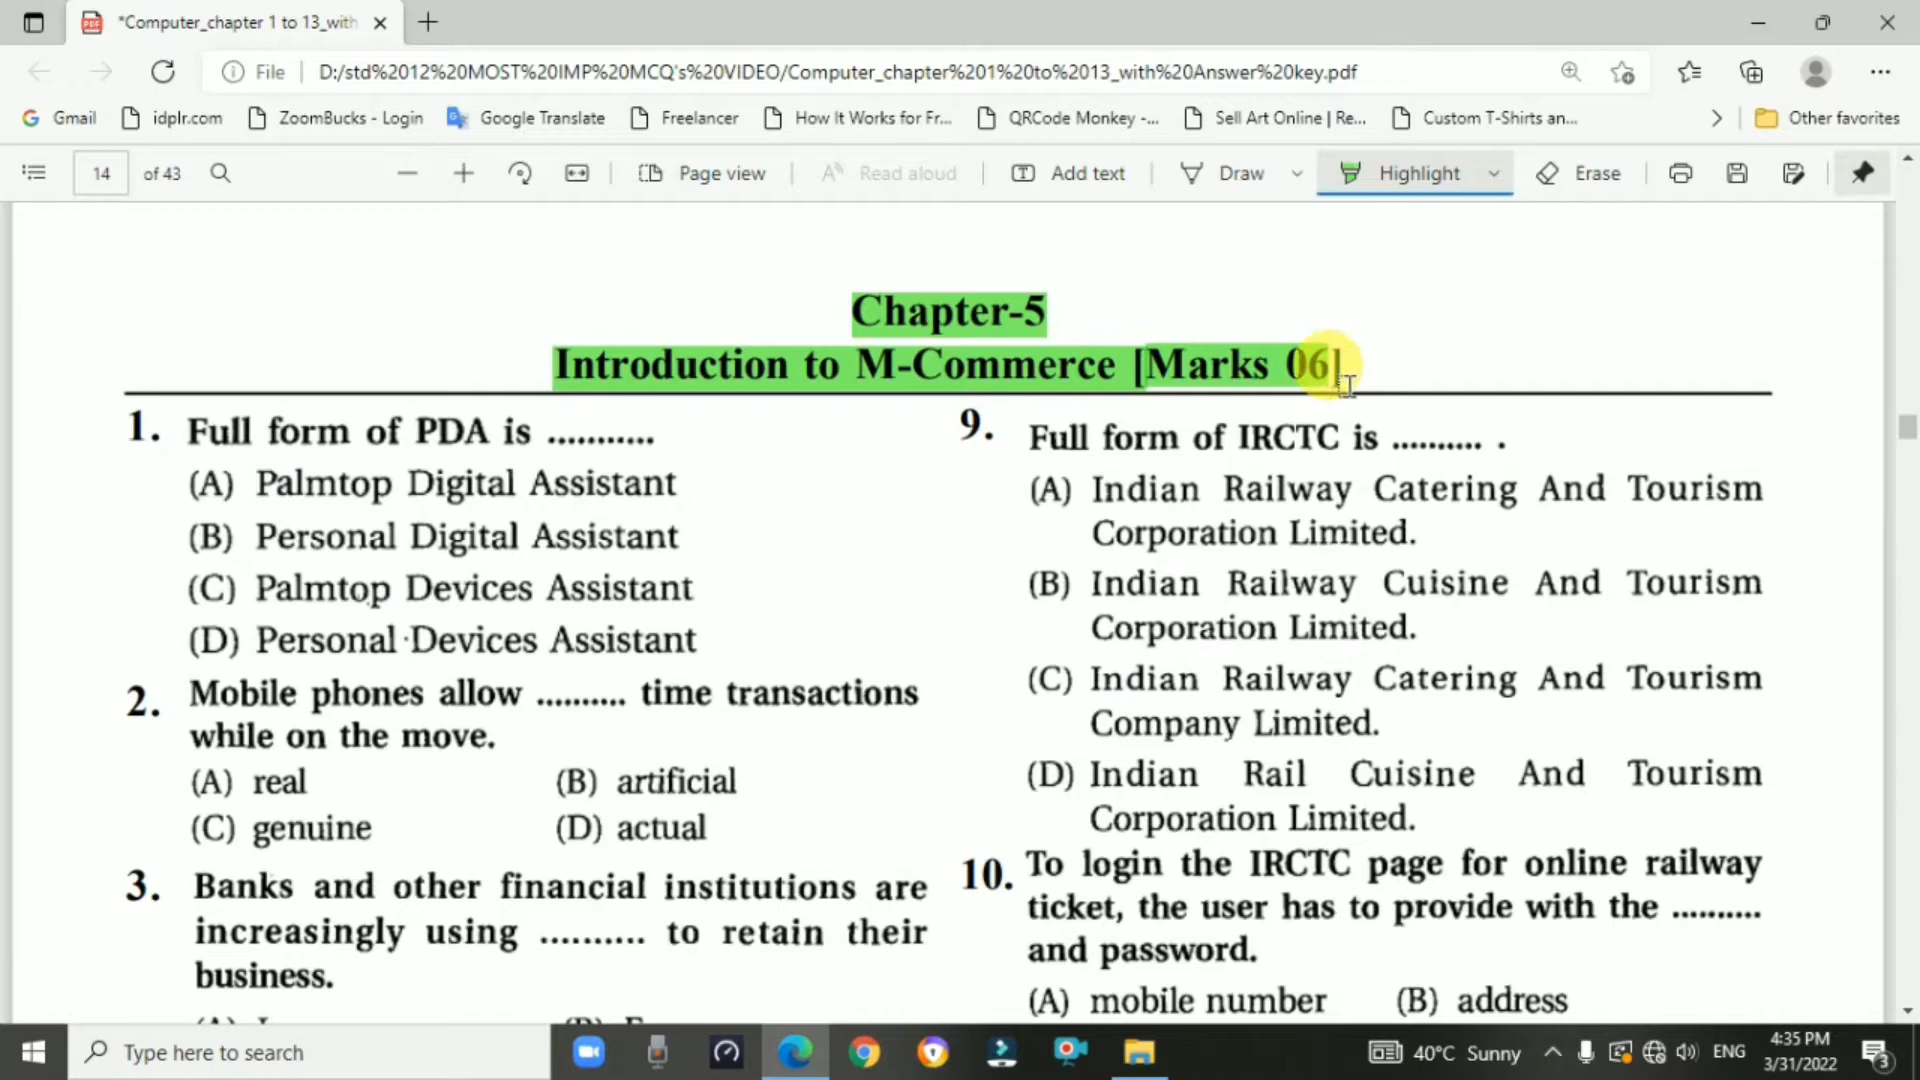 *Computer_chapter 1 to 13_with
File
D:/std%2012%20MOST%20IMP%20MCQ's%20VIDEO/Computer_chapter%201%20to%2013_with%20Answer%20key.pdf
Gmail
idplr.com
ZoomBucks - Login
Google Translate
Freelancer
How It Works for Fr...
QRCode Monkey -...
Sell Art Online | Re...
Custom T-Shirts an...
Other favorites
14 of 43
Page view
Read aloud
Add text
Draw
Highlight
Erase
Chapter-5
Introduction to M-Commerce [Marks 06]
1. Full form of PDA is ...........
(A) Palmtop Digital Assistant
(B) Personal Digital Assistant
(C) Palmtop Devices Assistant
(D) Personal Devices Assistant
2. Mobile phones allow .......... time transactions
while on the move.
(A) real (B) artificial
(C) genuine (D) actual
3. Banks and other financial institutions are
increasingly using .......... to retain their
business.
9. Full form of IRCTC is .......... .
(A) Indian Railway Catering And Tourism
Corporation Limited.
(B) Indian Railway Cuisine And Tourism
Corporation Limited.
(C) Indian Railway Catering And Tourism
Company Limited.
(D) Indian Rail Cuisine And Tourism
Corporation Limited.
10. To login the IRCTC page for online railway
ticket, the user has to provide with the ..........
and password.
(A) mobile number (B) address
Type here to search
40°C Sunny
ENG
4:35 PM
3/31/2022
3